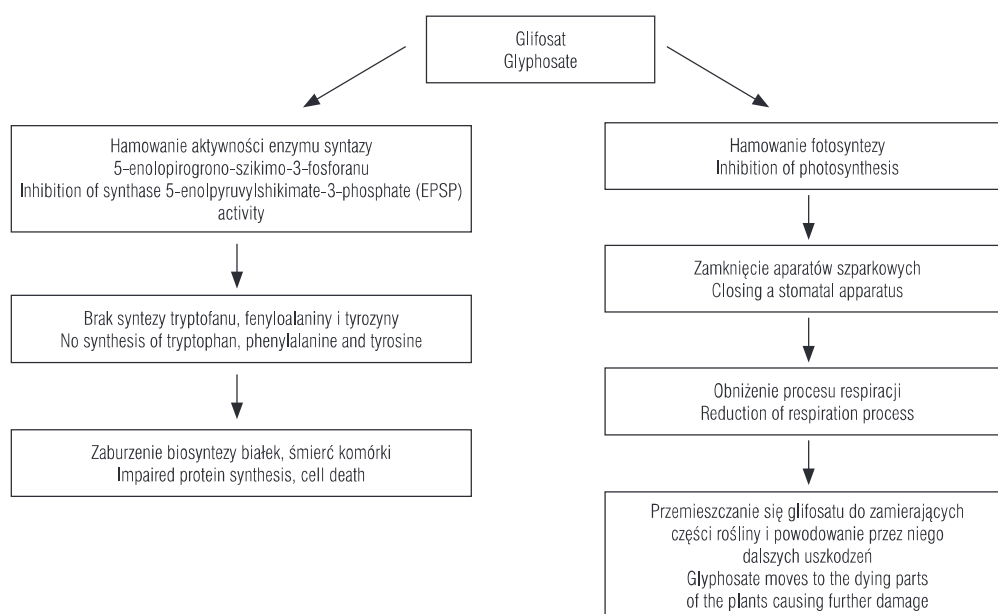 Glifosat
Glyphosate
Hamowanie aktywności enzymu syntazy
5-enolopirogrono-szikimo-3-fosforanu
Inhibition of synthase 5-enolpyruvylshikimate-3-phosphate (EPSP)
activity
Brak syntezy tryptofanu, fenyloalaniny i tyrozyny
No synthesis of tryptophan, phenylalanine and tyrosine
Zaburzenie biosyntezy białek, śmierć komórki
Impaired protein synthesis, cell death
Hamowanie fotosyntezy
Inhibition of photosynthesis
Zamknięcie aparatów szparkowych
Closing a stomatal apparatus
Obniżenie procesu respiracji
Reduction of respiration process
Przemieszczanie się glifosatu do zamierających
części rośliny i powodowanie przez niego
dalszych uszkodzeń
Glyphosate moves to the dying parts
of the plants causing further damage